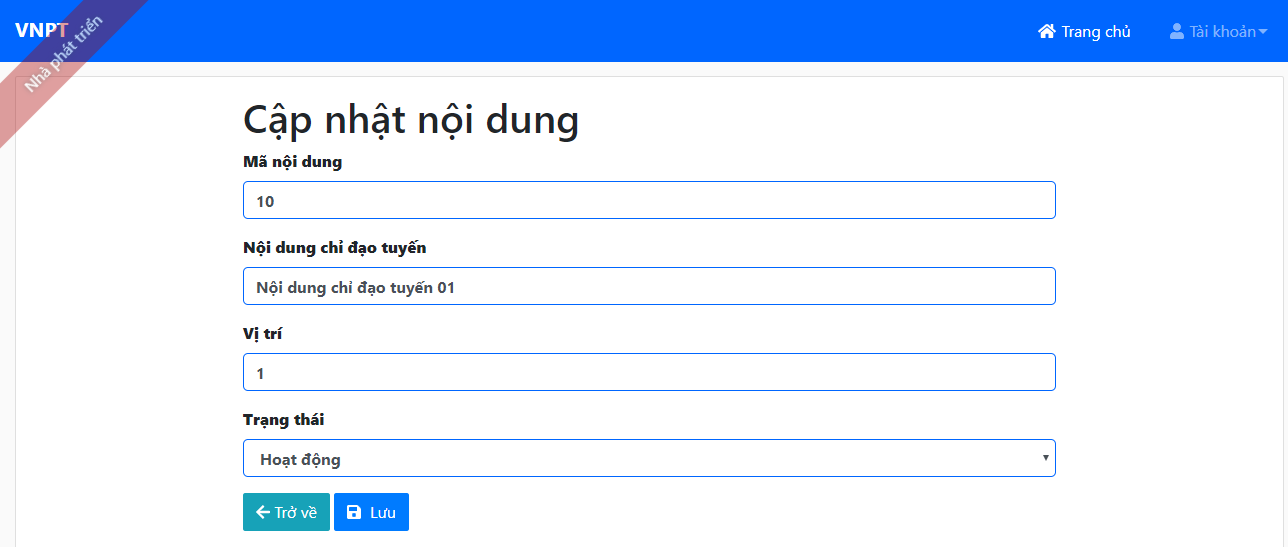 VNPT
Nhà phát triển
Trang chủ
Tài khoản
Cập nhật nội dung
Mã nội dung
10
Nội dung chỉ đạo tuyến
Nội dung chỉ đạo tuyến 01
Vị trí
1
Trạng thái
Hoạt động
Trở về
Lưu